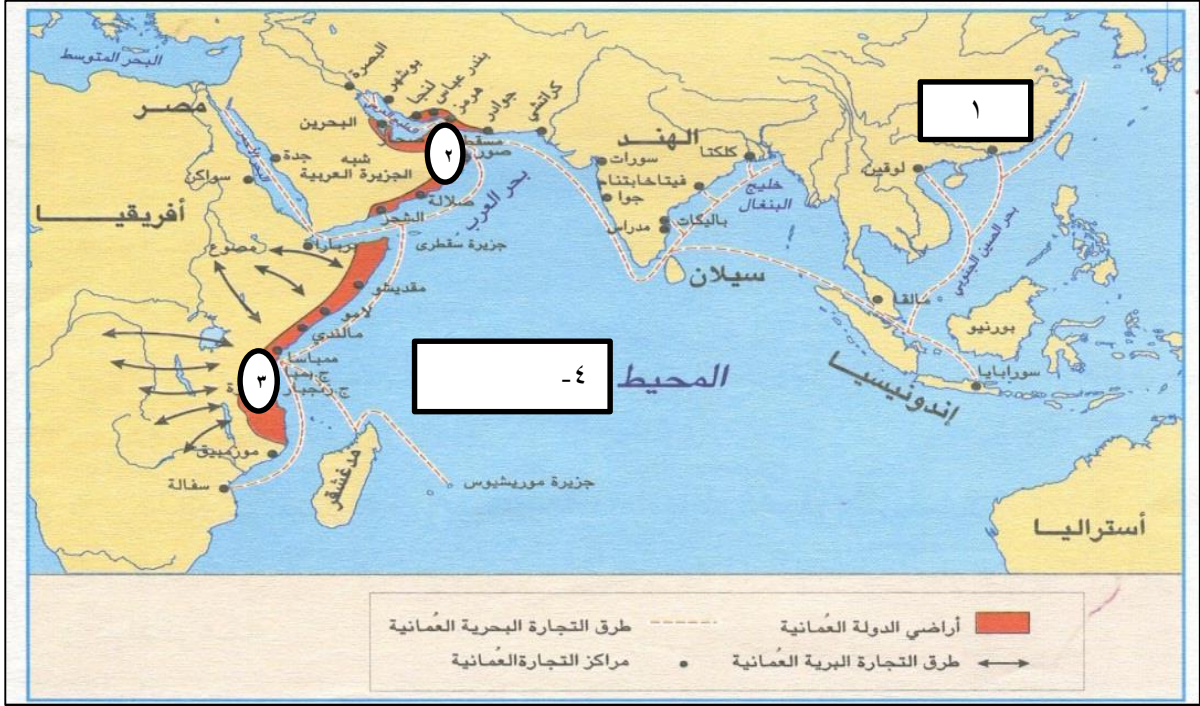 البحر المتوسط
مصر
البصرة
بوشهر
لنجا
بندر عباس
هرمز
جوادر
كراتشي
البحرين
مسقط
صور
٢
١
الهند
كلكتا
سورات
فيتاخابتنام
جوا
باليكات
مدراس
خليج
البنغال
لوقين
بحر الصين الجنوبي
جدة
سواكن
شبه
الجزيرة العربية
صلالة
الشحر
بحر العرب
أفريقيا
مصوع
بربارا
جزيرة سُقطرى
سيلان
مقديشو
لامو
مالندي
ممباسا
ج.بمبا
ج.زنجبار
٣
٤-
المحيط
مالقا
بورنيو
سورابايا
إندونيسيا
موزمبيق
سفالة
مدغشقر
جزيرة موريشيوس
أستراليا
أراضي الدولة العُمانية
طرق التجارة البحرية العُمانية
طرق التجارة البرية العُمانية
مراكز التجارة العُمانية